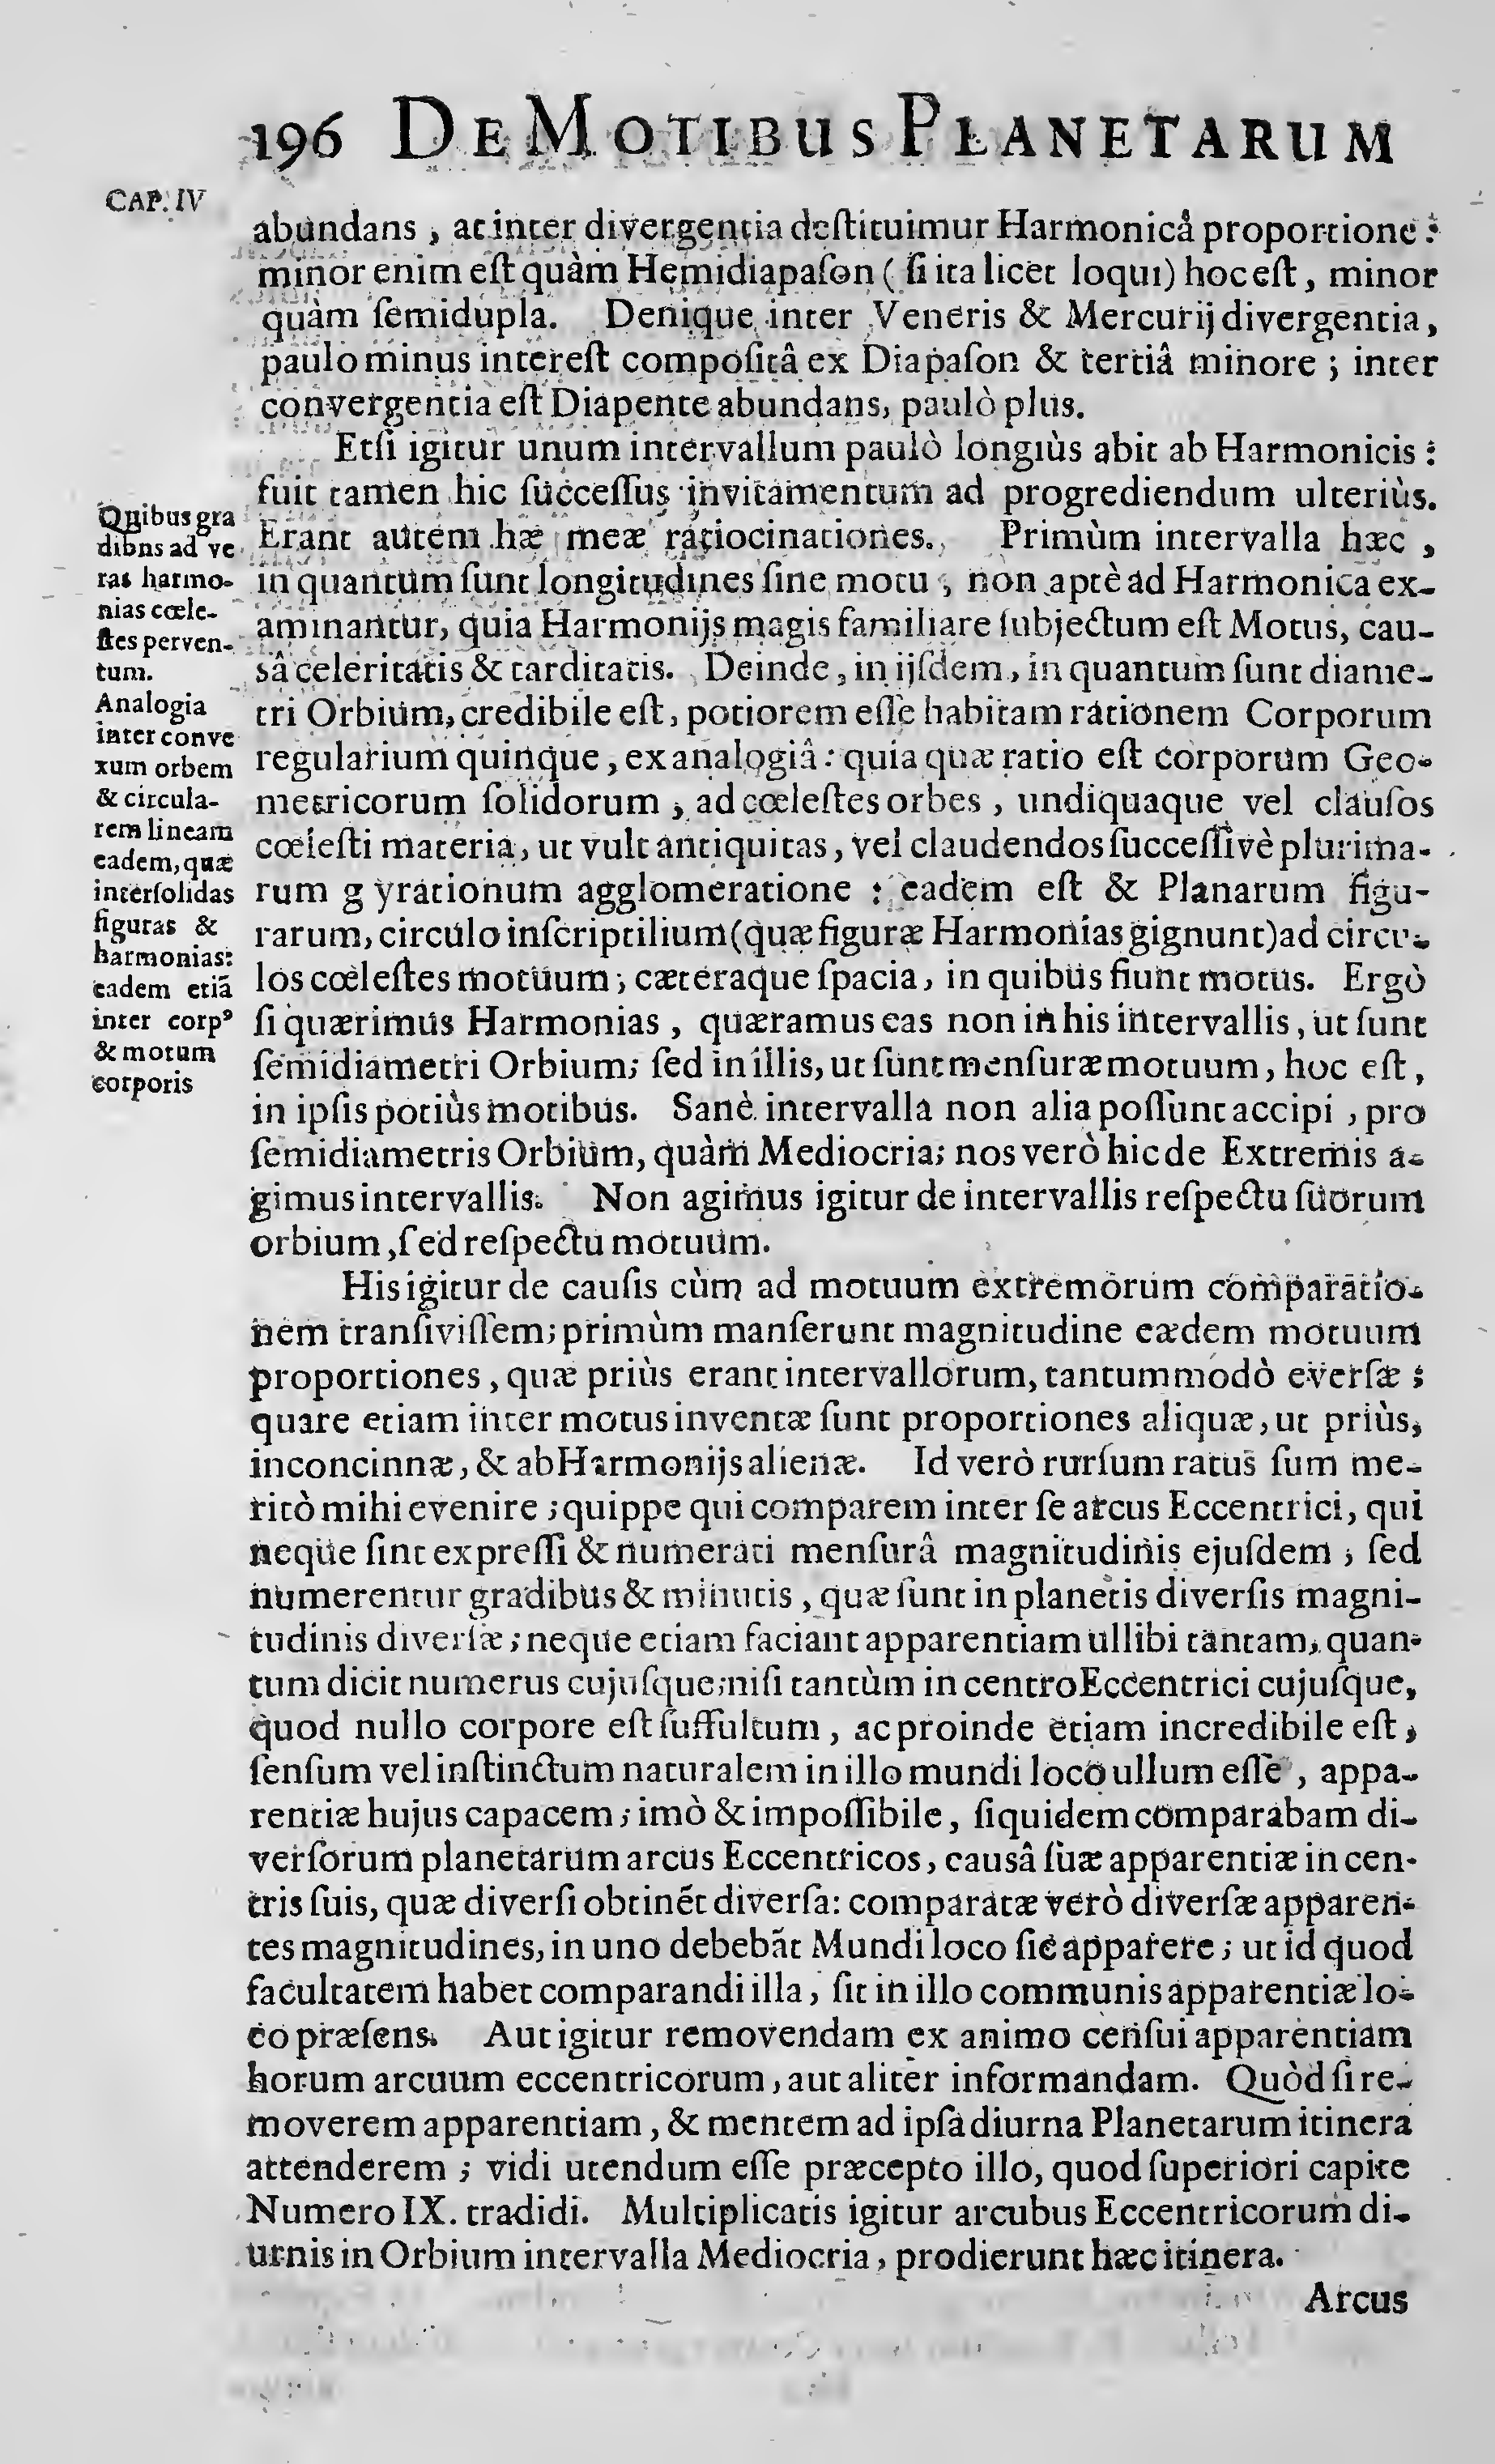 196 DE MOTIBUS PLANETARUM
CAP. IV
abundans, at inter divergentia deſtituimur Harmonicâ proportione:
minor enim eſt quàm Hemidiapaſon (ſi ita licet loqui) hoc eſt, minor
quàm ſemidupla. Denique inter Veneris & Mercurij divergentia,
paulo minus intereſt compoſitâ ex Diapaſon & tertiâ minore; inter
convergentia eſt Diapente abundans, paulò plus.
Etſi igitur unum intervallum paulò longiùs abit ab Harmonicis:
fuit tamen hic ſucceſſus invitamentum ad progrediendum ulteriùs.
Erant autem hæ meæ ratiocinationes. Primùm intervalla hæc,
in quantum ſunt longitudines ſine motu, non aptè ad Harmonica ex-
aminantur, quia Harmonijs magis familiare ſubjectum eſt Motus, cau-
sâ celeritatis & tarditatis. Deinde, in ijſdem, in quantum ſunt diame-
tri Orbium, credibile eſt, potiorem eſſe habitam rationem Corporum
regularium quinque, ex analogiâ: quia quæ ratio eſt corporum Geo-
metricorum ſolidorum, ad cœleſtes orbes, undiquaque vel clauſos
cœleſti materia, ut vult antiquitas, vel claudendos ſucceſſivè plurima-
rum gyrationum agglomeratione: eadem eſt & Planarum figu-
rarum, circulo inſcriptilium (quæ figuræ Harmonias gignunt) ad circu-
los cœleſtes motuum; cæteraque ſpacia, in quibus fiunt motus. Ergò
ſi quærimus Harmonias, quæramus eas non in his intervallis, ut ſunt
ſemidiametri Orbium; ſed in illis, ut ſunt menſuræ motuum, hoc eſt,
in ipſis potiùs motibus. Sanè intervalla non alia poſſunt accipi, pro
ſemidiametris Orbium, quàm Mediocria; nos verò hic de Extremis a-
gimus intervallis. Non agimus igitur de intervallis reſpectu ſuorum
orbium, ſed reſpectu motuum.
Quibus gra
dibns ad ve
ras harmo-
nias cœle-
ſtes perven-
tum.
Analogia
inter conve
xum orbem
& circula-
rem lineam
eadem, quæ
inter ſolidas
figuras &
harmonias:
eadem etiā
inter corpꝰ
& motum
corporis
His igitur de cauſis cùm ad motuum extremorum comparatio-
nem tranſiviſſem; primùm manſerunt magnitudine eædem motuum
proportiones, quæ priùs erant intervallorum, tantummodò everſæ;
quare etiam inter motus inventæ ſunt proportiones aliquæ, ut priùs,
inconcinnæ, & ab Harmonijs alienæ. Id verò rurſum ratus ſum me-
ritò mihi evenire; quippe qui comparem inter ſe arcus Eccentrici, qui
neque ſint expreſſi & numerati menſurâ magnitudinis ejuſdem; ſed
numerentur gradibus & minutis, quæ ſunt in planetis diverſis magni-
tudinis diverſæ; neque etiam faciant apparentiam ullibi tantam, quan-
tum dicit numerus cujuſque; niſi tantùm in centro Eccentrici cujuſque,
quod nullo corpore eſt ſuffultum, ac proinde etiam incredibile eſt,
ſenſum vel inſtinctum naturalem in illo mundi loco ullum eſſe, appa-
rentiæ hujus capacem; imò & impoſſibile, ſiquidem comparabam di-
verſorum planetarum arcus Eccentricos, causâ ſuæ apparentiæ in cen-
tris ſuis, quæ diverſi obtinẽt diverſa: comparatæ verò diverſæ apparen-
tes magnitudines, in uno debebãt Mundi loco ſic apparere; ut id quod
facultatem habet comparandi illa, ſit in illo communis apparentiæ lo-
co præſens. Aut igitur removendam ex animo cenſui apparentiam
horum arcuum eccentricorum, aut aliter informandam. Quòd ſi re-
moverem apparentiam, & mentem ad ipſa diurna Planetarum itinera
attenderem; vidi utendum eſſe præcepto illo, quod ſuperiori capite
Numero IX. tradidi. Multiplicatis igitur arcubus Eccentricorum di-
urnis in Orbium intervalla Mediocria, prodierunt hæc itinera.
Arcus